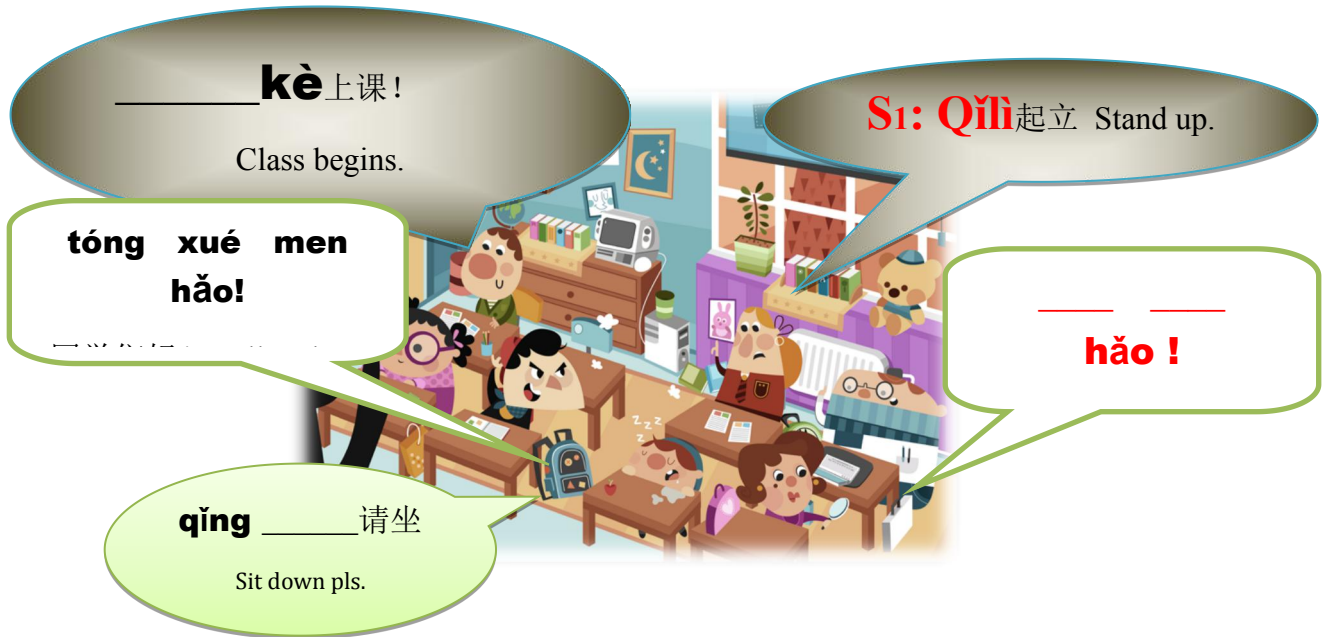 _______kè上课!
Class begins.
S1: Qǐlì起立 Stand up.
tóng xué men
hǎo!
____ ____
hǎo !
qǐng ______请坐
Sit down pls.
z z z z z